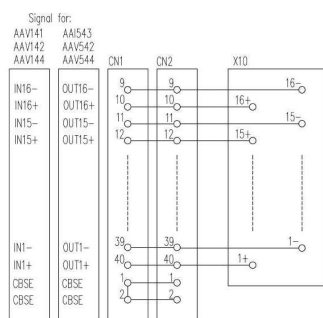 Signal for:
AAV141 AAI543
AAV142 AAV542
AAV144 AAV544 CN1 CN2 X10
IN16- OUT16- 9 9 16-
IN16+ OUT16+ 10 10 16+
IN15- OUT15- 11 11 15-
IN15+ OUT15+ 12 12 15+
IN1- OUT1- 39 39 1-
IN1+ OUT1+ 40 40 1+
CBSE CBSE 1 1
CBSE CBSE 2 2